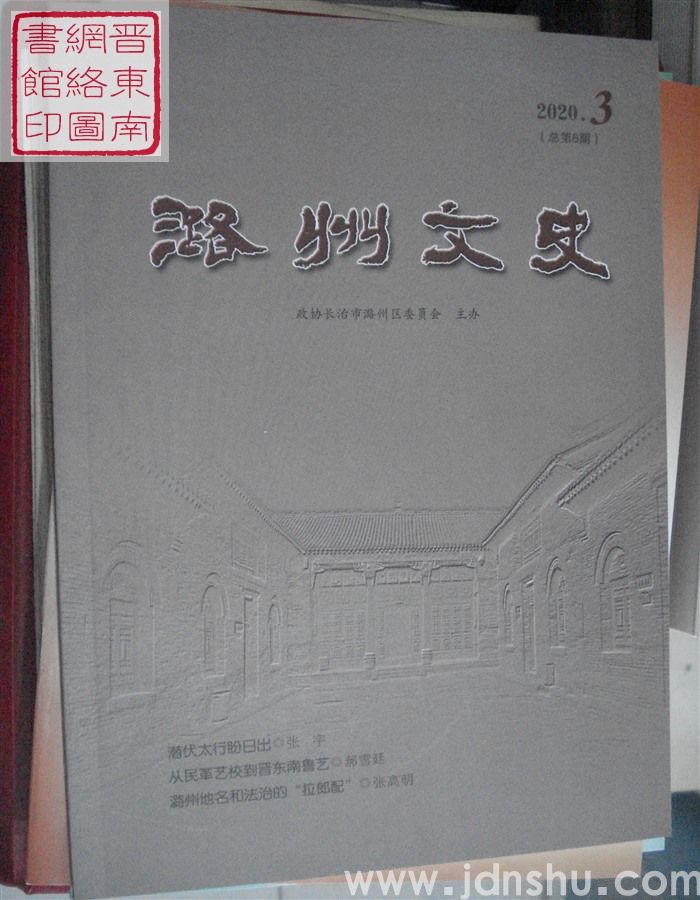 晋東南
網絡圖
書館印
2020.3
(总第6期)
潞州文史
政协长治市潞州区委員会 主办
潜伏太行盼日出◎张 宇
从民革艺校到晋东南鲁艺◎郝雪廷
潞州地名和法治的“拉郎配”◎张高明
www.jdnshu.com